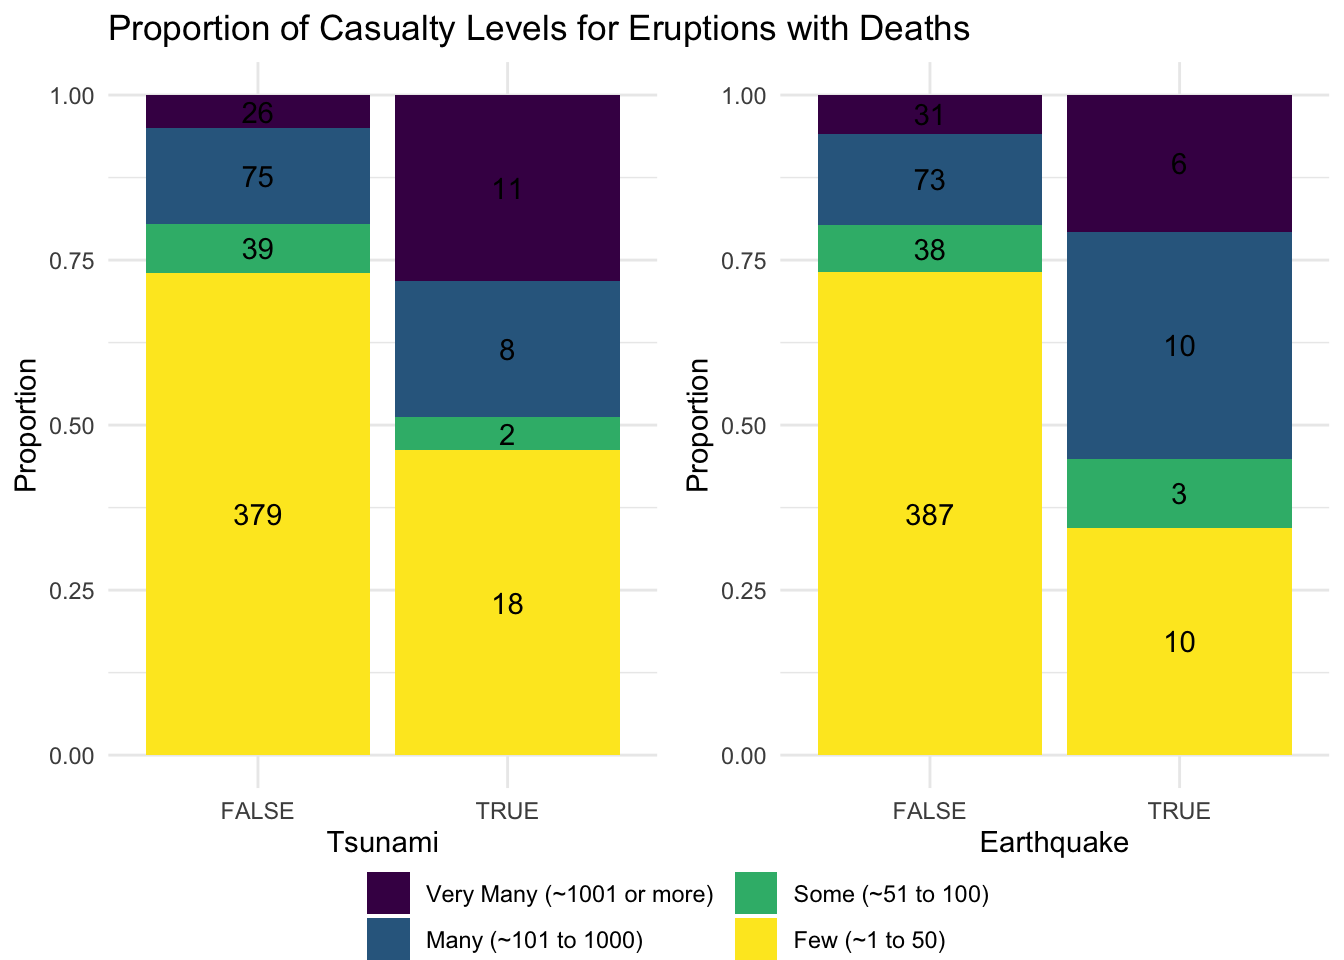 Proportion of Casualty Levels for Eruptions with Deaths
Proportion
1.00
0.75
0.50
0.25
0.00
26
75
39
379
11
8
2
18
FALSE
TRUE
Tsunami
Proportion
1.00
0.75
0.50
0.25
0.00
31
73
38
387
6
10
3
10
FALSE
TRUE
Earthquake
Very Many (~1001 or more)
Many (~101 to 1000)
Some (~51 to 100)
Few (~1 to 50)